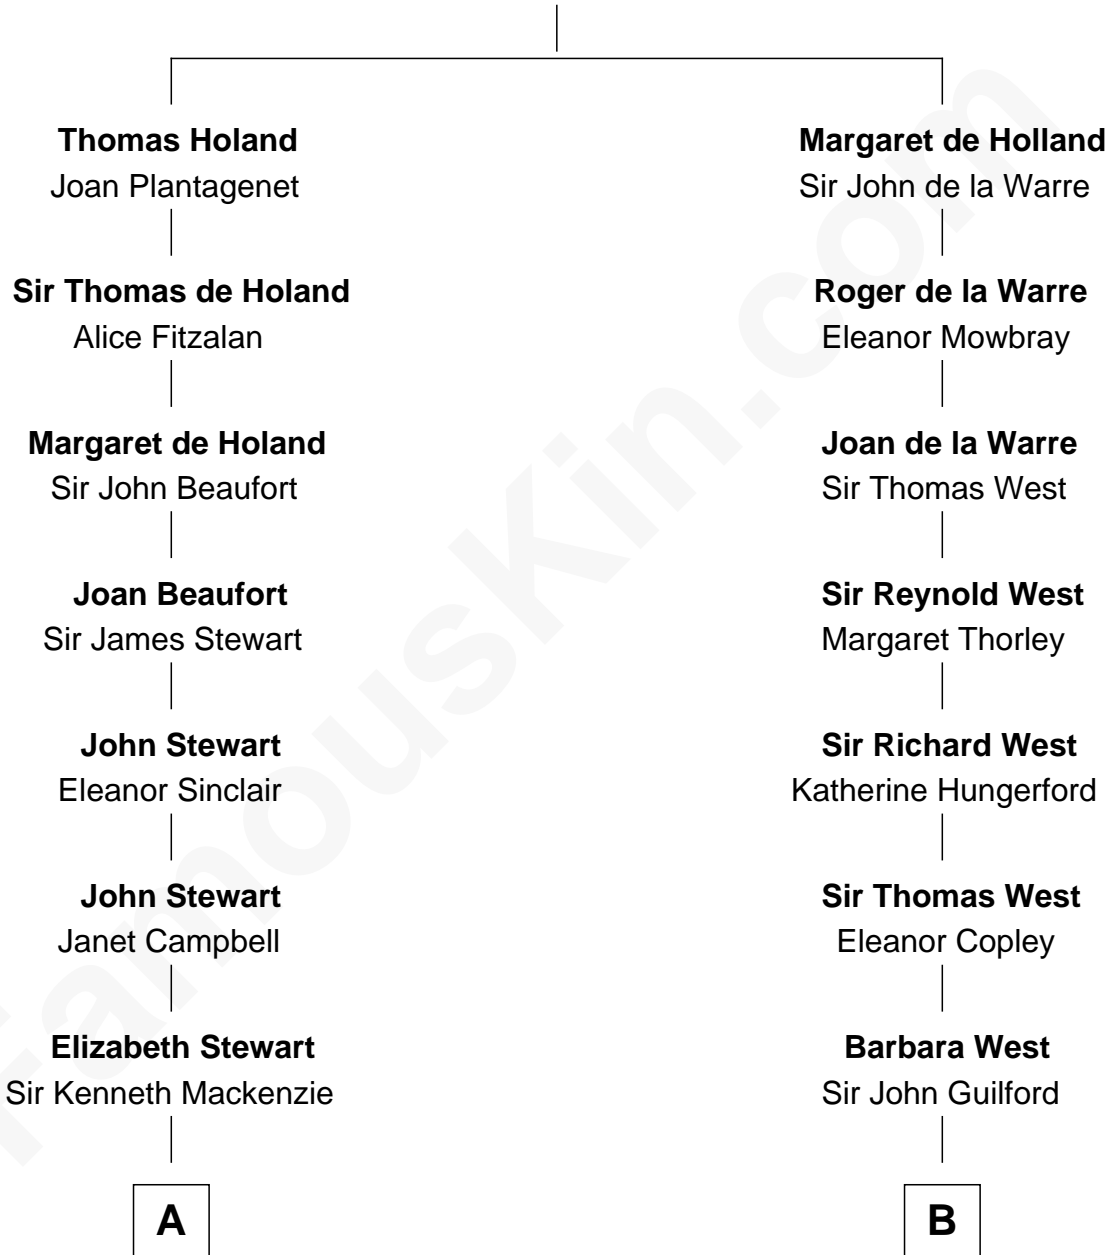 Thomas Holand
Joan Plantagenet
Sir Thomas de Holand
Alice Fitzalan
Margaret de Holand
Sir John Beaufort
Joan Beaufort
Sir James Stewart
John Stewart
Eleanor Sinclair
John Stewart
Janet Campbell
Elizabeth Stewart
Sir Kenneth Mackenzie
A
Margaret de Holland
Sir John de la Warre
Roger de la Warre
Eleanor Mowbray
Joan de la Warre
Sir Thomas West
Sir Reynold West
Margaret Thorley
Sir Richard West
Katherine Hungerford
Sir Thomas West
Eleanor Copley
Barbara West
Sir John Guilford
B
FamousKin.com